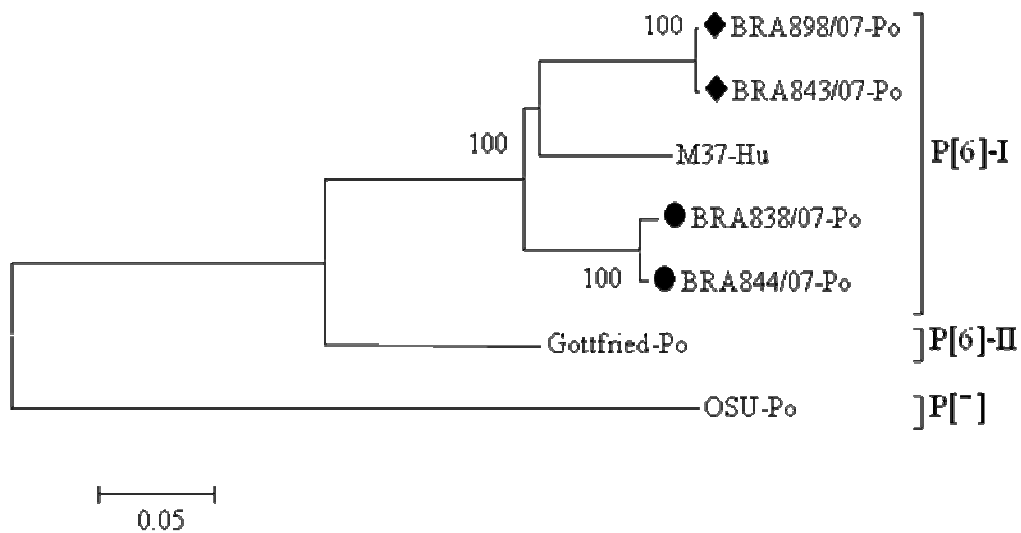 100
BRA898/07-Po
BRA843/07-Po
100
M37-Hu
P[6]-I
BRA838/07-Po
100
BRA844/07-Po
Gottfried-Po
P[6]-II
OSU-Po
P[-]
0.05